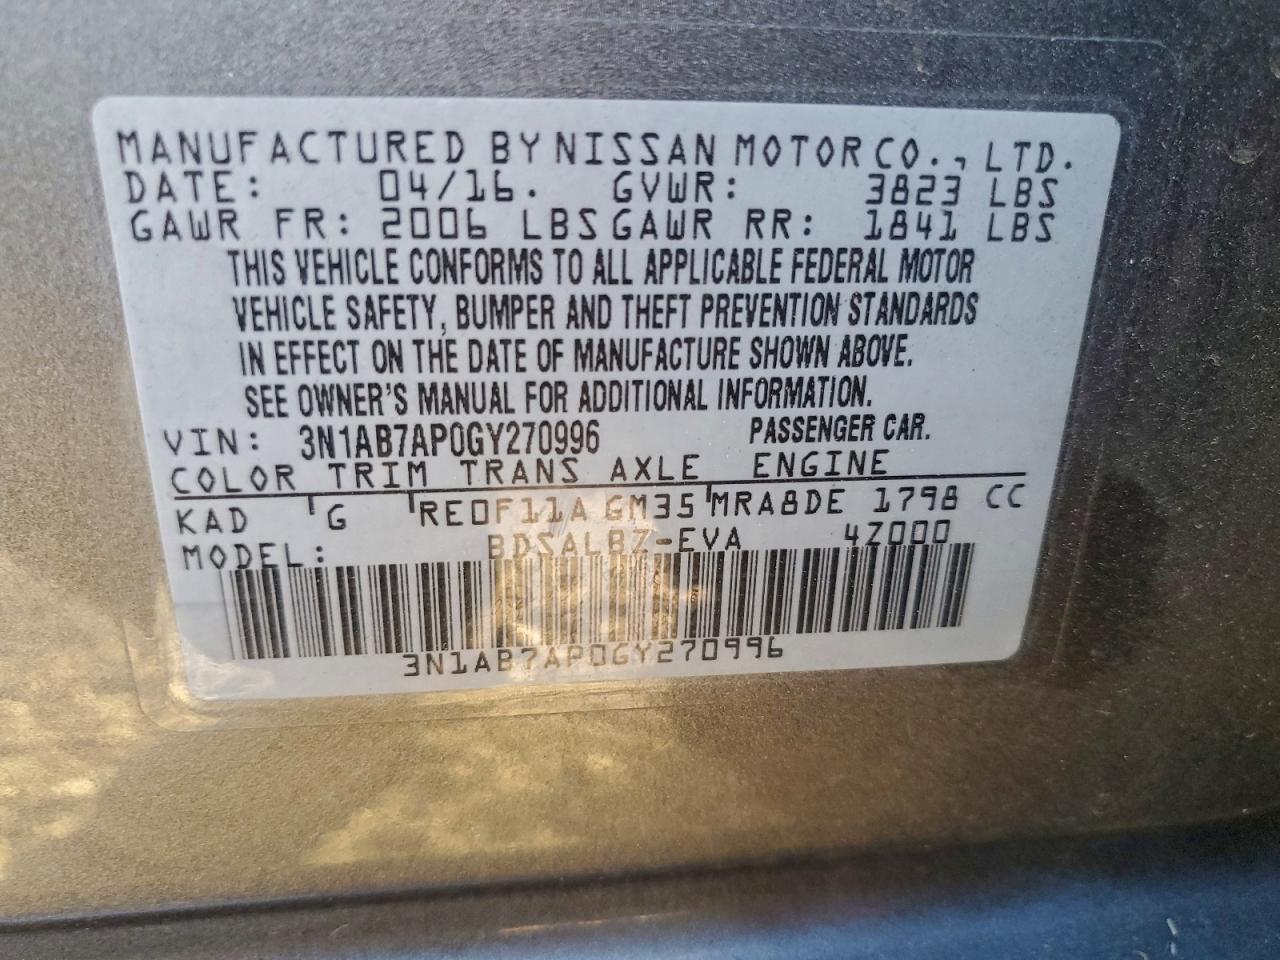 MANUFACTURED BY NISSAN MOTOR CO., LTD.
DATE: 04/16. GVWR: 3823 LBS
GAWR FR: 2006 LBS GAWR RR: 1841 LBS
THIS VEHICLE CONFORMS TO ALL APPLICABLE FEDERAL MOTOR
VEHICLE SAFETY, BUMPER AND THEFT PREVENTION STANDARDS
IN EFFECT ON THE DATE OF MANUFACTURE SHOWN ABOVE.
SEE OWNER'S MANUAL FOR ADDITIONAL INFORMATION.
VIN: 3N1AB7AP0GY270996 PASSENGER CAR.
COLOR TRIM TRANS AXLE ENGINE
KAD G RE0F11A GM35 MRA8DE 1798 CC
MODEL: BDSALBZ-EVA 4Z000
3N1AB7AP0GY270996